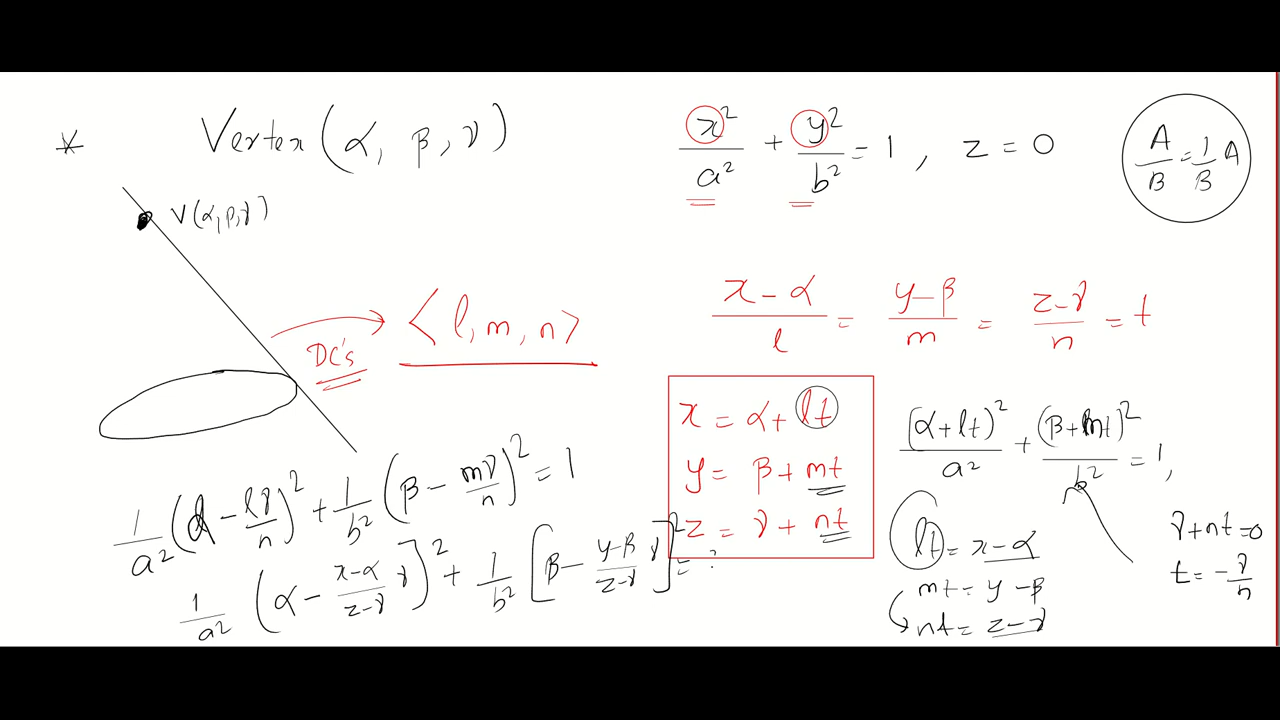 * Vertex (α, β, γ)
x²/a² + y²/b² = 1, z = 0
A/B = 1/B A
V(α, β, γ)
DC's ⟨l, m, n⟩
(x-α)/l = (y-β)/m = (z-γ)/n = t
x = α + lt
y = β + mt
z = γ + nt
(α+lt)²/a² + (β+mt)²/b² = 1,
lt = x-α
mt = y-β
nt = z-γ
γ+nt=0
t = -γ/n
1/a² (α - lγ/n)² + 1/b² (β - mγ/n)² = 1
1/a² (α - (x-α)/(z-γ) γ)² + 1/b² [β - (y-β)/(z-γ) γ]² =